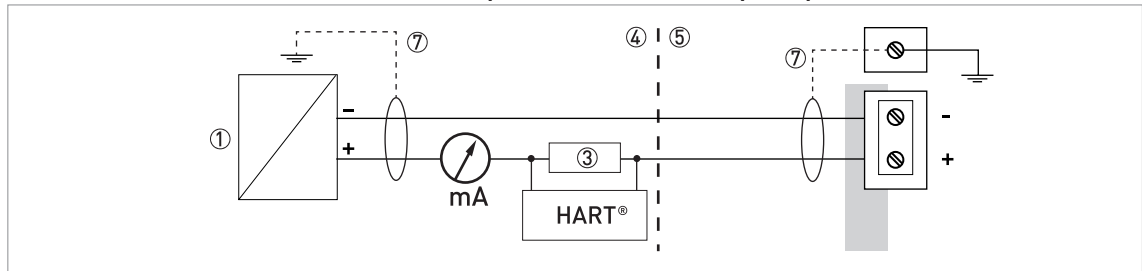 ⑦
④ ⑤
⑦
① - -
+ ③ +
mA
HART®